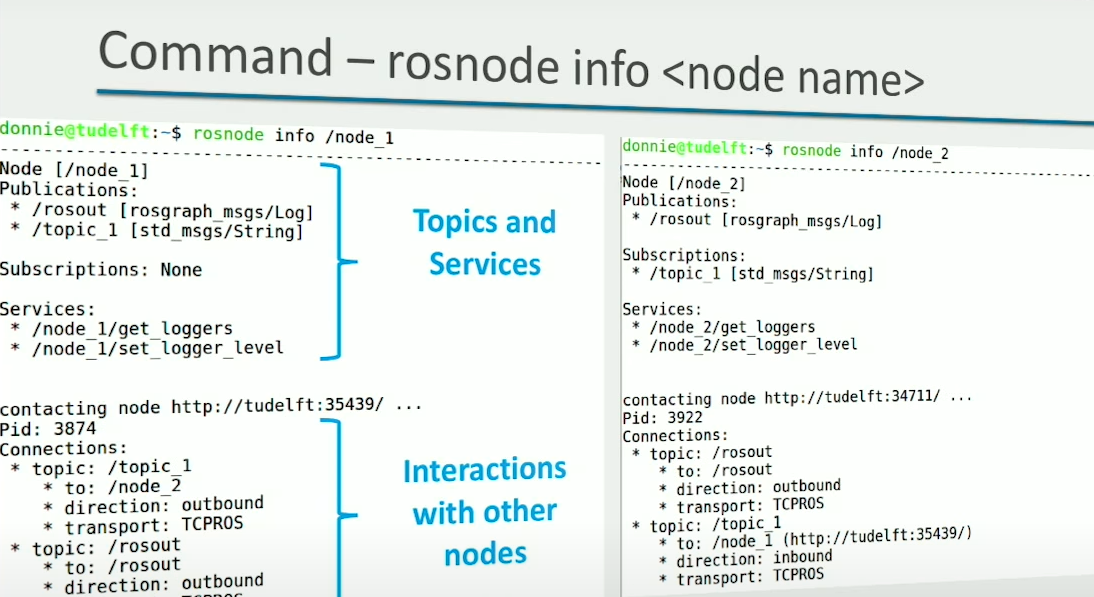 Command – rosnode info <node name>
donnie@tudelft:~$ rosnode info /node_1
--------------------------------------------------------------------------------
Node [/node_1]
Publications:
* /rosout [rosgraph_msgs/Log]
* /topic_1 [std_msgs/String]
Subscriptions: None
Services:
* /node_1/get_loggers
* /node_1/set_logger_level
contacting node http://tudelft:35439/ ...
Pid: 3874
Connections:
* topic: /topic_1
* to: /node_2
* direction: outbound
* transport: TCPROS
* topic: /rosout
* to: /rosout
* direction: outbound
Topics and
Services
Interactions
with other
nodes
donnie@tudelft:~$ rosnode info /node_2
--------------------------------------------------------------------------------
Node [/node_2]
Publications:
* /rosout [rosgraph_msgs/Log]
Subscriptions:
* /topic_1 [std_msgs/String]
Services:
* /node_2/get_loggers
* /node_2/set_logger_level
contacting node http://tudelft:34711/ ...
Pid: 3922
Connections:
* topic: /rosout
* to: /rosout
* direction: outbound
* transport: TCPROS
* topic: /topic_1
* to: /node_1 (http://tudelft:35439/)
* direction: inbound
* transport: TCPROS